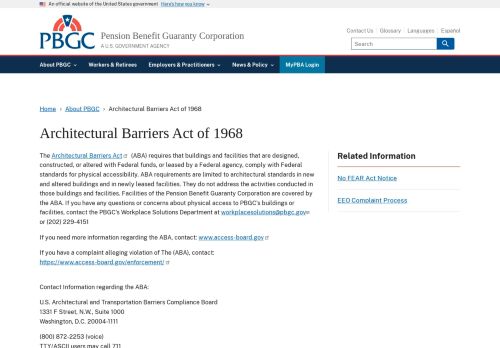 An official website of the United States government Here's how you know
PBGC
Pension Benefit Guaranty Corporation
A U.S. GOVERNMENT AGENCY
Contact Us Glossary Languages Español
Search
About PBGC Workers & Retirees Employers & Practitioners News & Policy MyPBA Login
Home About PBGC Architectural Barriers Act of 1968
Architectural Barriers Act of 1968
The Architectural Barriers Act (ABA) requires that buildings and facilities that are designed,
constructed, or altered with Federal funds, or leased by a Federal agency, comply with Federal
standards for physical accessibility. ABA requirements are limited to architectural standards in new
and altered buildings and in newly leased facilities. They do not address the activities conducted in
those buildings and facilities. Facilities of the Pension Benefit Guaranty Corporation are covered by
the ABA. If you have any questions or concerns about physical access to PBGC's buildings or
facilities, contact the PBGC's Workplace Solutions Department at workplacesolutions@pbgc.gov
or (202) 229-4151
If you need more information regarding the ABA, contact: www.access-board.gov
If you have a complaint alleging violation of The (ABA), contact:
https://www.access-board.gov/enforcement/
Contact Information regarding the ABA:
U.S. Architectural and Transportation Barriers Compliance Board
1331 F Street, N.W., Suite 1000
Washington, D.C. 20004-1111
(800) 872-2253 (voice)
TTY/ASCII users may call 711
Related Information
No FEAR Act Notice
EEO Complaint Process